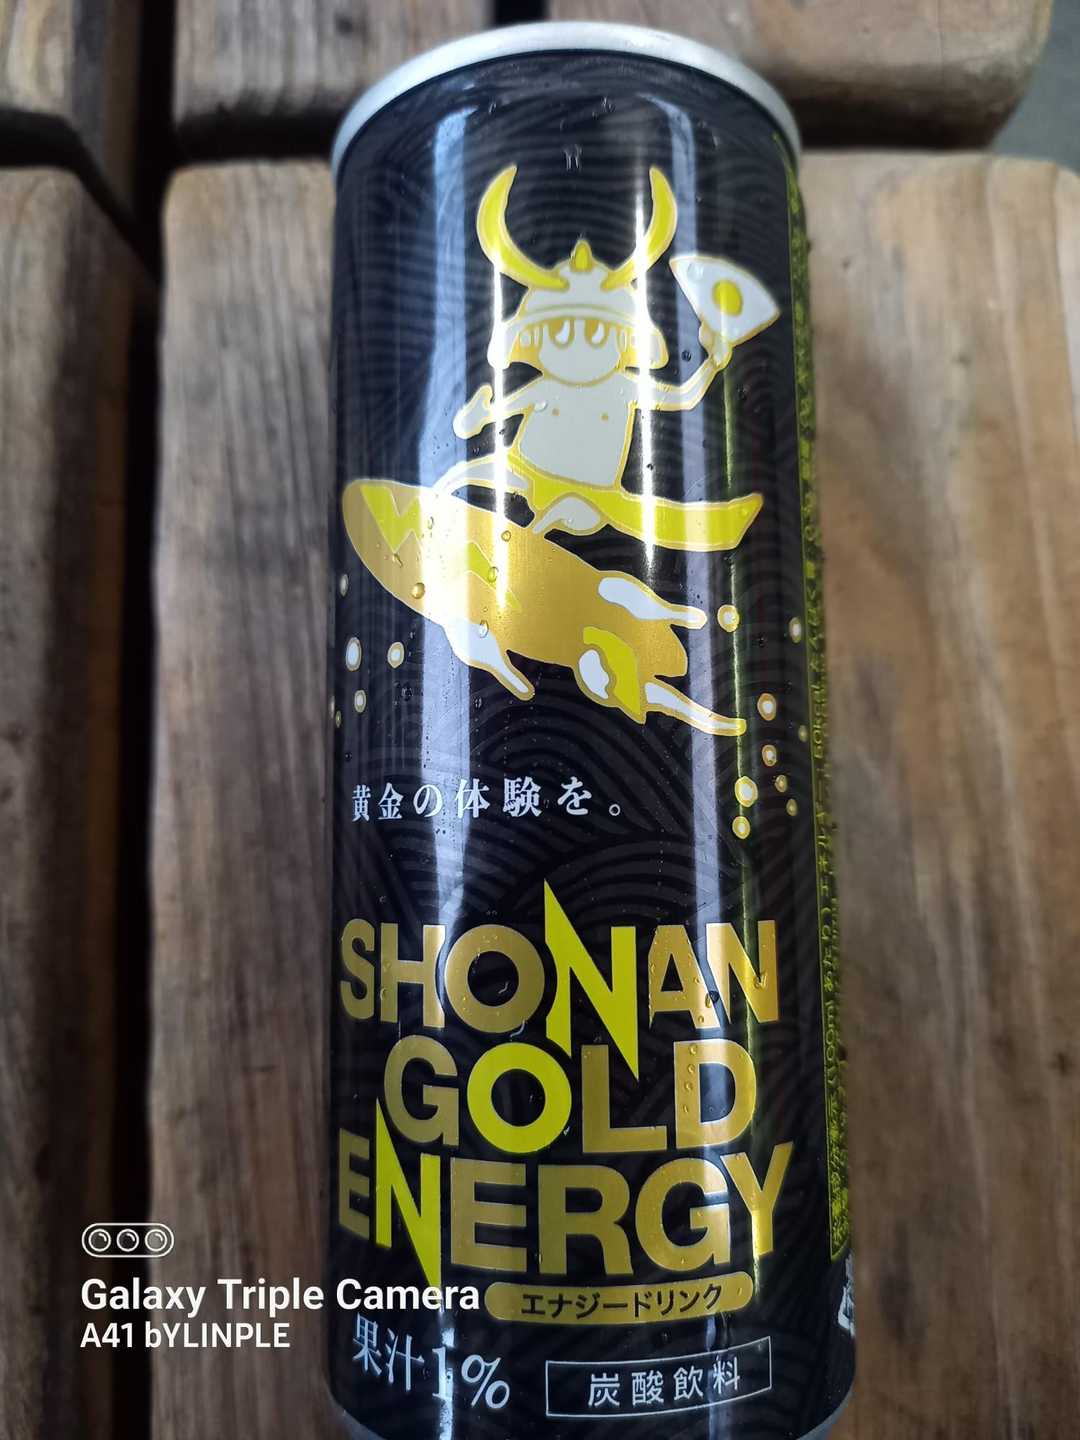 黄金の体験を。
SHONAN
GOLD
ENERGY
エナジードリンク
果汁1%
炭酸飲料
Galaxy Triple Camera
A41 bYLINPLE